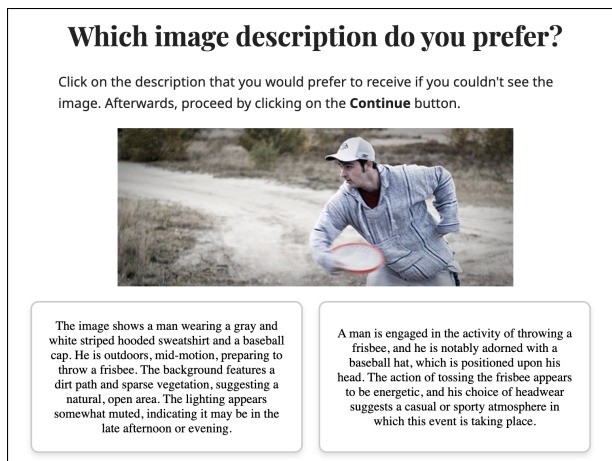 Which image description do you prefer?
Click on the description that you would prefer to receive if you couldn't see the
image. Afterwards, proceed by clicking on the Continue button.
The image shows a man wearing a gray and
white striped hooded sweatshirt and a baseball
cap. He is outdoors, mid-motion, preparing to
throw a frisbee. The background features a
dirt path and sparse vegetation, suggesting a
natural, open area. The lighting appears
somewhat muted, indicating it may be in the
late afternoon or evening.
A man is engaged in the activity of throwing a
frisbee, and he is notably adorned with a
baseball hat, which is positioned upon his
head. The action of tossing the frisbee appears
to be energetic, and his choice of headwear
suggests a casual or sporty atmosphere in
which this event is taking place.